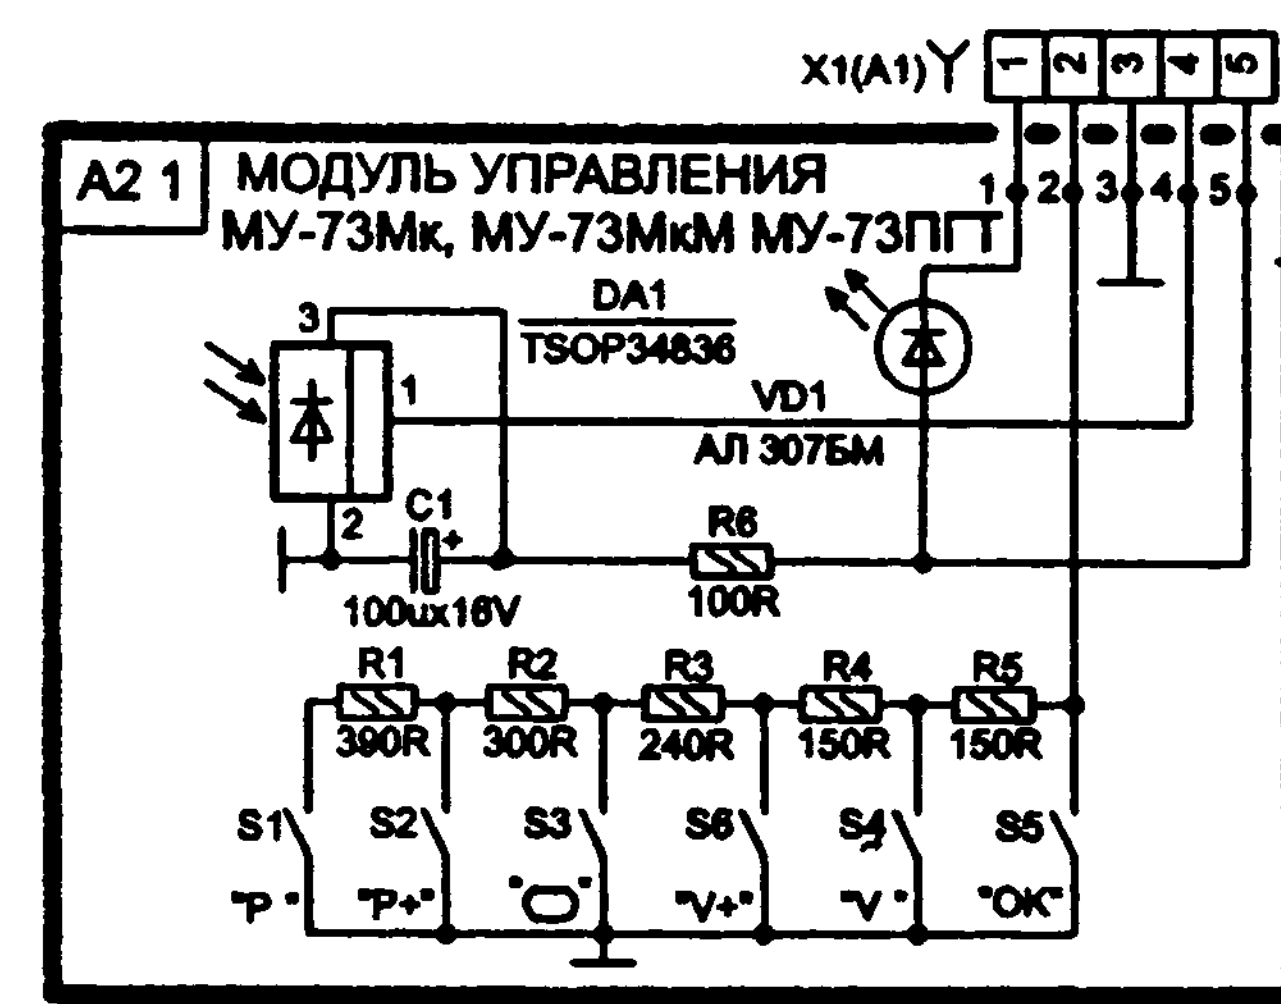 X1(A1) 1 2 3 4 5
A2 1
МОДУЛЬ УПРАВЛЕНИЯ
МУ-73Мк, МУ-73МкМ МУ-73ПГТ
1 2 3 4 5
DA1
TSOP34836
3
1
2
VD1
АЛ 307БМ
C1
+
100ux16V
R6
100R
R1 R2 R3 R4 R5
390R 300R 240R 150R 150R
S1 S2 S3 S6 S4 S5
"P " "P+" " " "V+" "V " "OK"